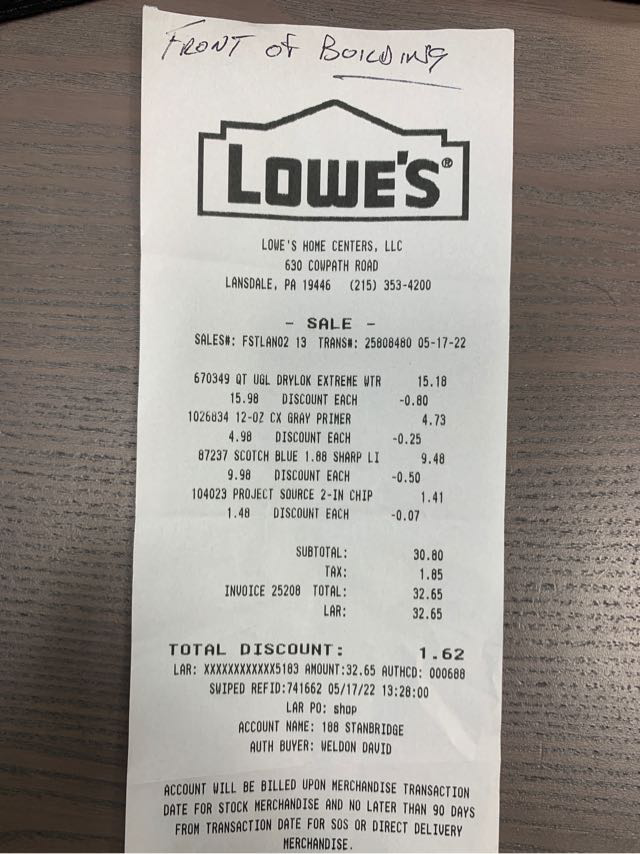 FRONT of BUILDING
LOWE'S®
LOWE'S HOME CENTERS, LLC
630 COWPATH ROAD
LANSDALE, PA 19446 (215) 353-4200
- SALE -
SALES#: FSTLAN02 13 TRANS#: 25808480 05-17-22
670349 QT UGL DRYLOK EXTREME WTR 15.18
15.98 DISCOUNT EACH -0.80
1026834 12-OZ CX GRAY PRIMER 4.73
4.98 DISCOUNT EACH -0.25
87237 SCOTCH BLUE 1.88 SHARP LI 9.48
9.98 DISCOUNT EACH -0.50
104023 PROJECT SOURCE 2-IN CHIP 1.41
1.48 DISCOUNT EACH -0.07
SUBTOTAL: 30.80
TAX: 1.85
INVOICE 25208 TOTAL: 32.65
LAR: 32.65
TOTAL DISCOUNT: 1.62
LAR: XXXXXXXXXXXX5183 AMOUNT:32.65 AUTHCD: 000688
SWIPED REFID:741662 05/17/22 13:28:00
LAR PO: shop
ACCOUNT NAME: 188 STANBRIDGE
AUTH BUYER: WELDON DAVID
ACCOUNT WILL BE BILLED UPON MERCHANDISE TRANSACTION
DATE FOR STOCK MERCHANDISE AND NO LATER THAN 90 DAYS
FROM TRANSACTION DATE FOR SOS OR DIRECT DELIVERY
MERCHANDISE.